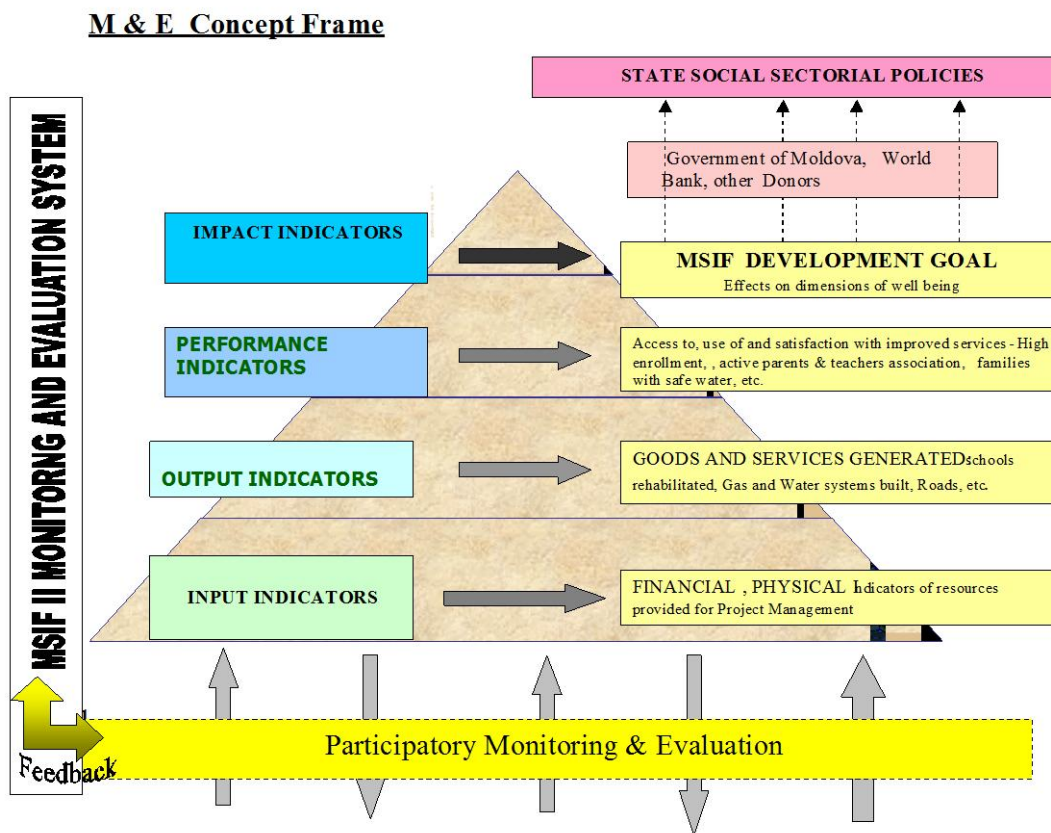 M & E Concept Frame
STATE SOCIAL SECTORIAL POLICIES
Government of Moldova, World
Bank, other Donors
MSIF II MONITORNG AND EVALUATION SYSTEM
IMPACT INDICATORS
MSIF DEVELOPMENT GOAL
Effects on dimensions of well being
PERFORMANCE
INDICATORS
Access to, use of and satisfaction with improved services - High
enrollment, , active parents & teachers association, families
with safe water, etc.
OUTPUT INDICATORS
GOODS AND SERVICES GENERATED schools
rehabilitated, Gas and Water systems built, Roads, etc.
INPUT INDICATORS
FINANCIAL , PHYSICAL Indicators of resources
provided for Project Management
Participatory Monitoring & Evaluation
Feedback